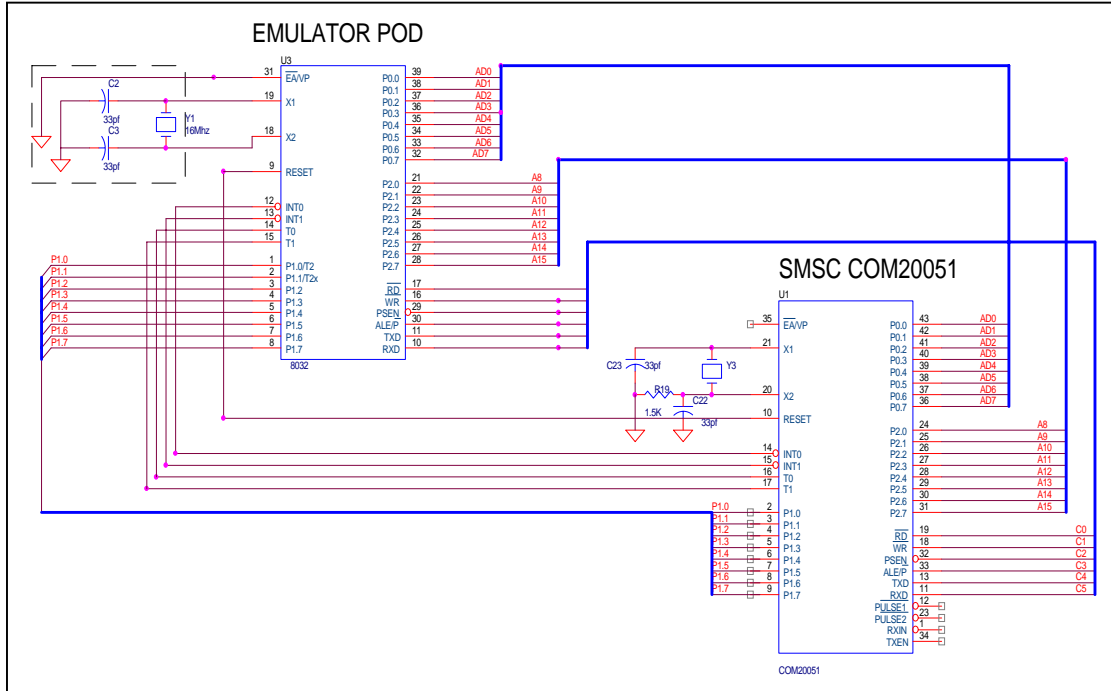 EMULATOR POD
U3
31 EA/VP P0.0 39 AD0
P0.1 38 AD1
19 X1 P0.2 37 AD2
P0.3 36 AD3
P0.4 35 AD4
18 X2 P0.5 34 AD5
P0.6 33 AD6
P0.7 32 AD7
9 RESET
P2.0 21 A8
P2.1 22 A9
12 INT0 P2.2 23 A10
13 INT1 P2.3 24 A11
14 T0 P2.4 25 A12
15 T1 P2.5 26 A13
P2.6 27 A14
P2.7 28 A15
P1.0 1 P1.0/T2
P1.1 2 P1.1/T2x
P1.2 3 P1.2 RD 17
P1.3 4 P1.3 WR 16
P1.4 5 P1.4 PSEN 29
P1.5 6 P1.5 ALE/P 30
P1.6 7 P1.6 TXD 11
P1.7 8 P1.7 RXD 10
8032
C2
33pf
C3
33pf
Y1
16Mhz
SMSC COM20051
U1
35 EA/VP P0.0 43 AD0
P0.1 42 AD1
21 X1 P0.2 41 AD2
P0.3 40 AD3
P0.4 39 AD4
P0.5 38 AD5
20 X2 P0.6 37 AD6
P0.7 36 AD7
10 RESET
P2.0 24 A8
P2.1 25 A9
14 INT0 P2.2 26 A10
15 INT1 P2.3 27 A11
16 T0 P2.4 28 A12
17 T1 P2.5 29 A13
P2.6 30 A14
P1.0 2 P1.0 P2.7 31 A15
P1.1 3 P1.1
P1.2 4 P1.2 RD 19 C0
P1.3 5 P1.3 WR 18 C1
P1.4 6 P1.4 PSEN 32 C2
P1.5 7 P1.5 ALE/P 33 C3
P1.6 8 P1.6 TXD 13 C4
P1.7 9 P1.7 RXD 11 C5
PULSE1 12
PULSE2 23
RXIN 1
TXEN 34
COM20051
C23
33pf
Y3
R19
1.5K
C22
33pf